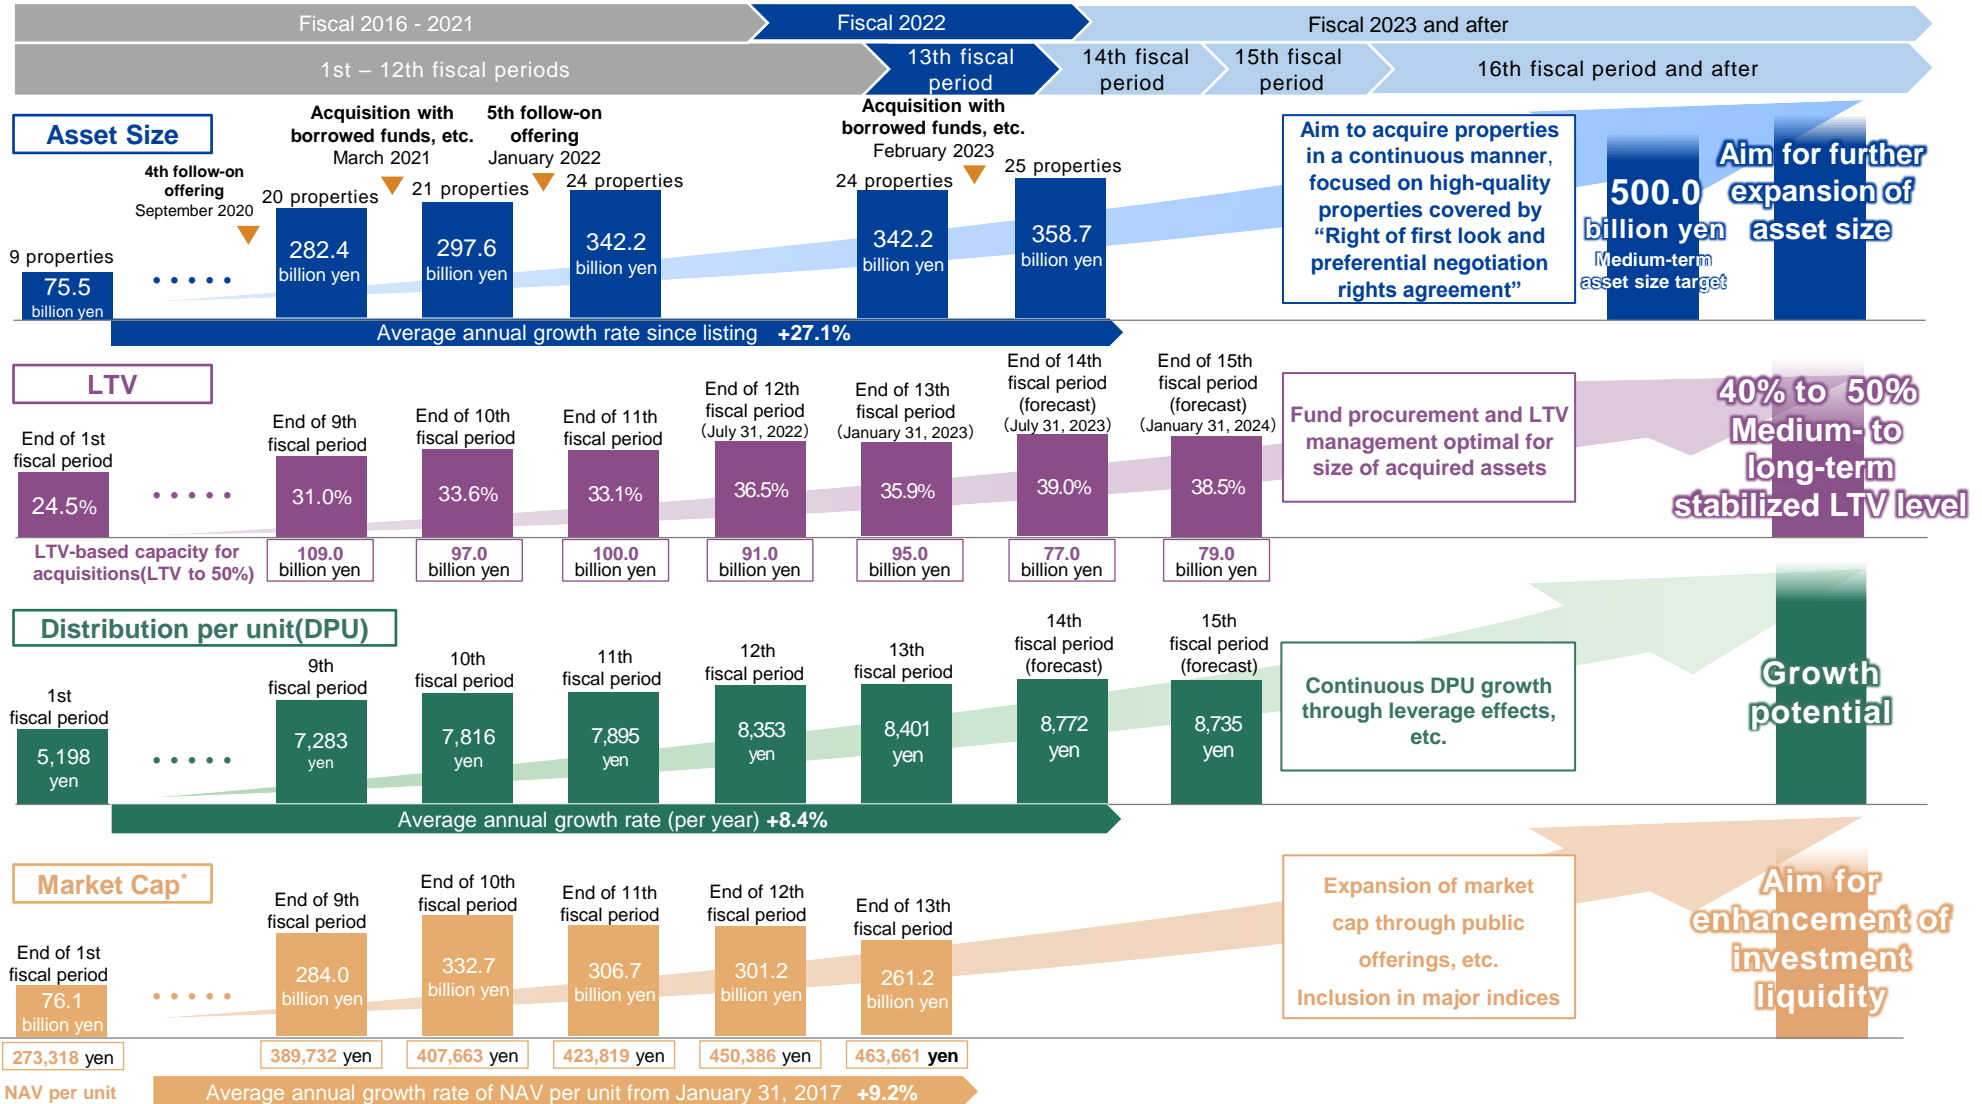 Fiscal 2016 - 2021
Fiscal 2022
Fiscal 2023 and after
1st – 12th fiscal periods
13th fiscal
period
14th fiscal
period
15th fiscal
period
16th fiscal period and after
Asset Size
4th follow-on
offering
September 2020
Acquisition with
borrowed funds, etc.
March 2021
5th follow-on
offering
January 2022
Acquisition with
borrowed funds, etc.
February 2023
9 properties
75.5
billion yen
20 properties
282.4
billion yen
21 properties
297.6
billion yen
24 properties
342.2
billion yen
24 properties
342.2
billion yen
25 properties
358.7
billion yen
Aim to acquire properties
in a continuous manner,
focused on high-quality
properties covered by
“Right of first look and
preferential negotiation
rights agreement”
500.0
billion yen
Medium-term
asset size target
Aim for further
expansion of
asset size
Average annual growth rate since listing +27.1%
LTV
End of 1st
fiscal period
24.5%
End of 9th
fiscal period
31.0%
End of 10th
fiscal period
33.6%
End of 11th
fiscal period
33.1%
End of 12th
fiscal period
(July 31, 2022)
36.5%
End of 13th
fiscal period
(January 31, 2023)
35.9%
End of 14th
fiscal period
(forecast)
(July 31, 2023)
39.0%
End of 15th
fiscal period
(forecast)
(January 31, 2024)
38.5%
Fund procurement and LTV
management optimal for
size of acquired assets
40% to 50%
Medium- to
long-term
stabilized LTV level
LTV-based capacity for
acquisitions(LTV to 50%)
109.0
billion yen
97.0
billion yen
100.0
billion yen
91.0
billion yen
95.0
billion yen
77.0
billion yen
79.0
billion yen
Distribution per unit(DPU)
1st
fiscal period
5,198
yen
9th
fiscal period
7,283
yen
10th
fiscal period
7,816
yen
11th
fiscal period
7,895
yen
12th
fiscal period
8,353
yen
13th
fiscal period
8,401
yen
14th
fiscal period
(forecast)
8,772
yen
15th
fiscal period
(forecast)
8,735
yen
Continuous DPU growth
through leverage effects,
etc.
Growth
potential
Average annual growth rate (per year) +8.4%
Market Cap*
End of 1st
fiscal period
76.1
billion yen
End of 9th
fiscal period
284.0
billion yen
End of 10th
fiscal period
332.7
billion yen
End of 11th
fiscal period
306.7
billion yen
End of 12th
fiscal period
301.2
billion yen
End of 13th
fiscal period
261.2
billion yen
Expansion of market
cap through public
offerings, etc.
Inclusion in major indices
Aim for
enhancement of
investment
liquidity
273,318 yen
389,732 yen
407,663 yen
423,819 yen
450,386 yen
463,661 yen
NAV per unit
Average annual growth rate of NAV per unit from January 31, 2017 +9.2%